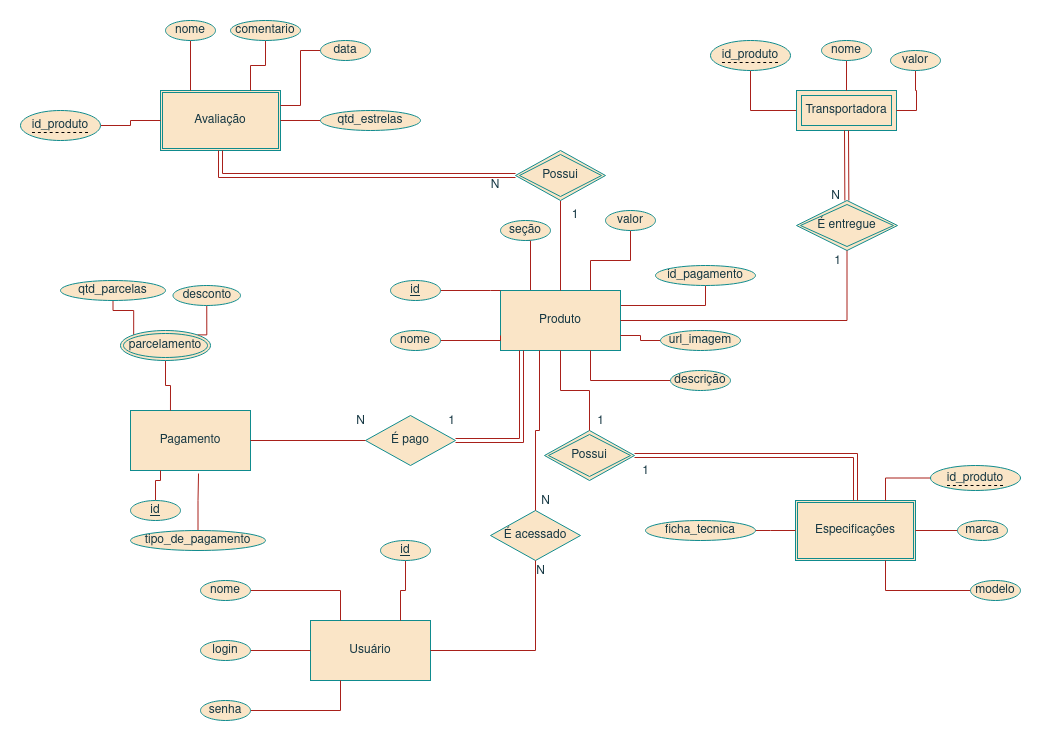 nome
comentario
data
id_produto
nome
valor
id_produto
Avaliação
qtd_estrelas
Transportadora
Possui
N
1
N
É entregue
1
seção
valor
id_pagamento
id
Produto
nome
url_imagem
descrição
qtd_parcelas
desconto
parcelamento
Pagamento
N
É pago
1
id
tipo_de_pagamento
1
Possui
1
N
É acessado
N
id_produto
ficha_tecnica
Especificações
marca
modelo
id
nome
login
Usuário
senha